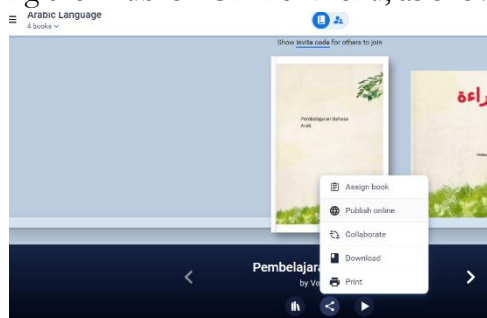 Arabic Language
4 books
Show invite code for others to join
Pembelajaran Bahasa
Arab
Assign book
Publish online
Collaborate
Download
Print
Pembelajara
by Ve